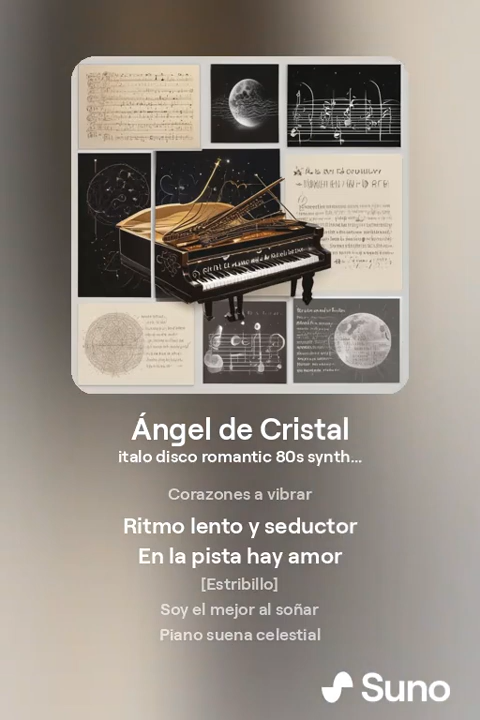 Ángel de Cristal
italo disco romantic 80s synth...
Corazones a vibrar
Ritmo lento y seductor
En la pista hay amor
[Estribillo]
Soy el mejor al soñar
Piano suena celestial
Suno